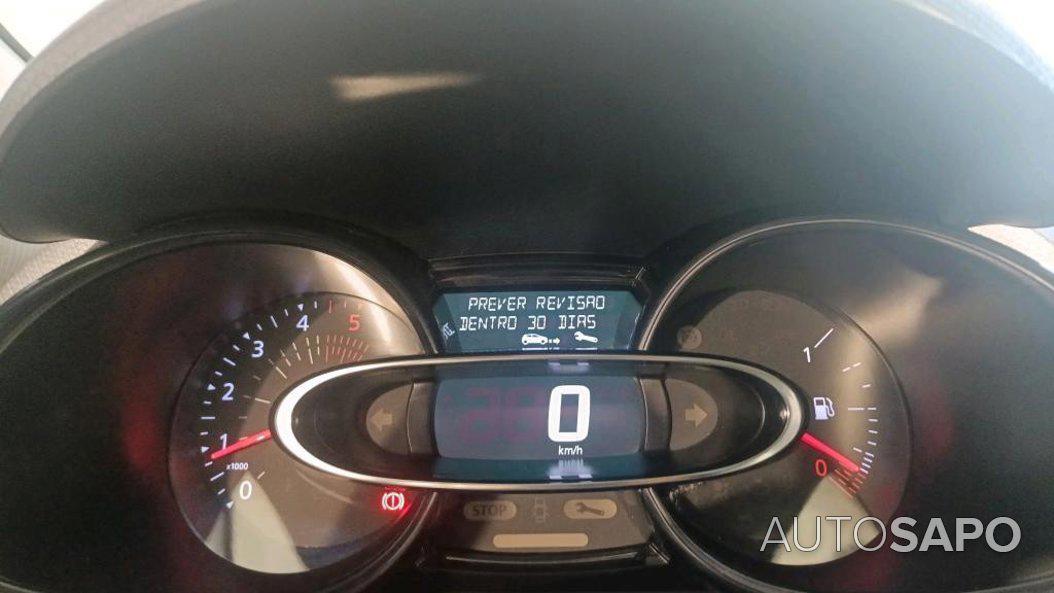 PREVER REVISAO
DENTRO 30 DIAS
0
km/h
0
1
2
3
4
5
x1000
1
0
STOP
AUTOSAPO